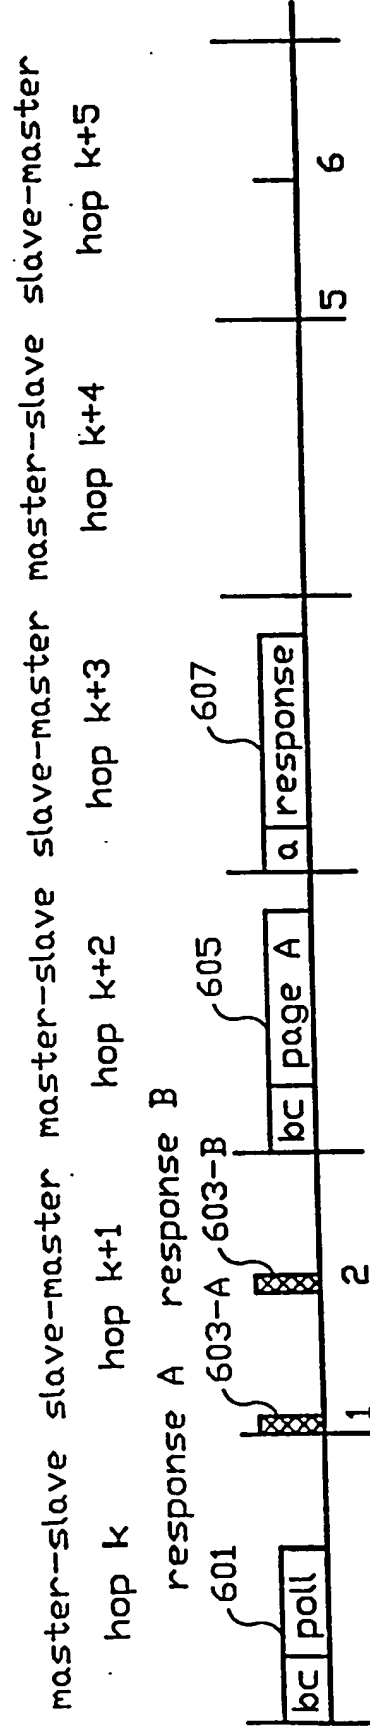 master-slave slave-master master-slave slave-master master-slave slave-master
hop k hop k+1 hop k+2 hop k+3 hop k+4 hop k+5
response A response B
601 603-A 603-B 605 607
bc poll bc page A a response
1 2 5 6